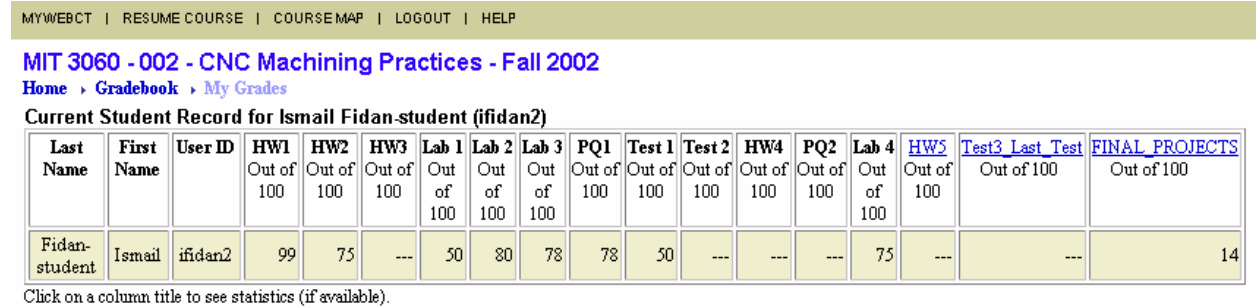 MYWEBCT | RESUME COURSE | COURSE MAP | LOGOUT | HELP
MIT 3060 - 002 - CNC Machining Practices - Fall 2002
Home › Gradebook › My Grades
Current Student Record for Ismail Fidan-student (ifidan2)
Last Name First Name User ID HW1 Out of 100 HW2 Out of 100 HW3 Out of 100 Lab 1 Out of 100 Lab 2 Out of 100 Lab 3 Out of 100 PQ1 Out of 100 Test 1 Out of 100 Test 2 Out of 100 HW4 Out of 100 PQ2 Out of 100 Lab 4 Out of 100 HW5 Out of 100 Test3_Last_Test Out of 100 FINAL_PROJECTS Out of 100
Fidan-student Ismail ifidan2 99 75 --- 50 80 78 78 50 --- --- --- 75 --- --- 14
Click on a column title to see statistics (if available).